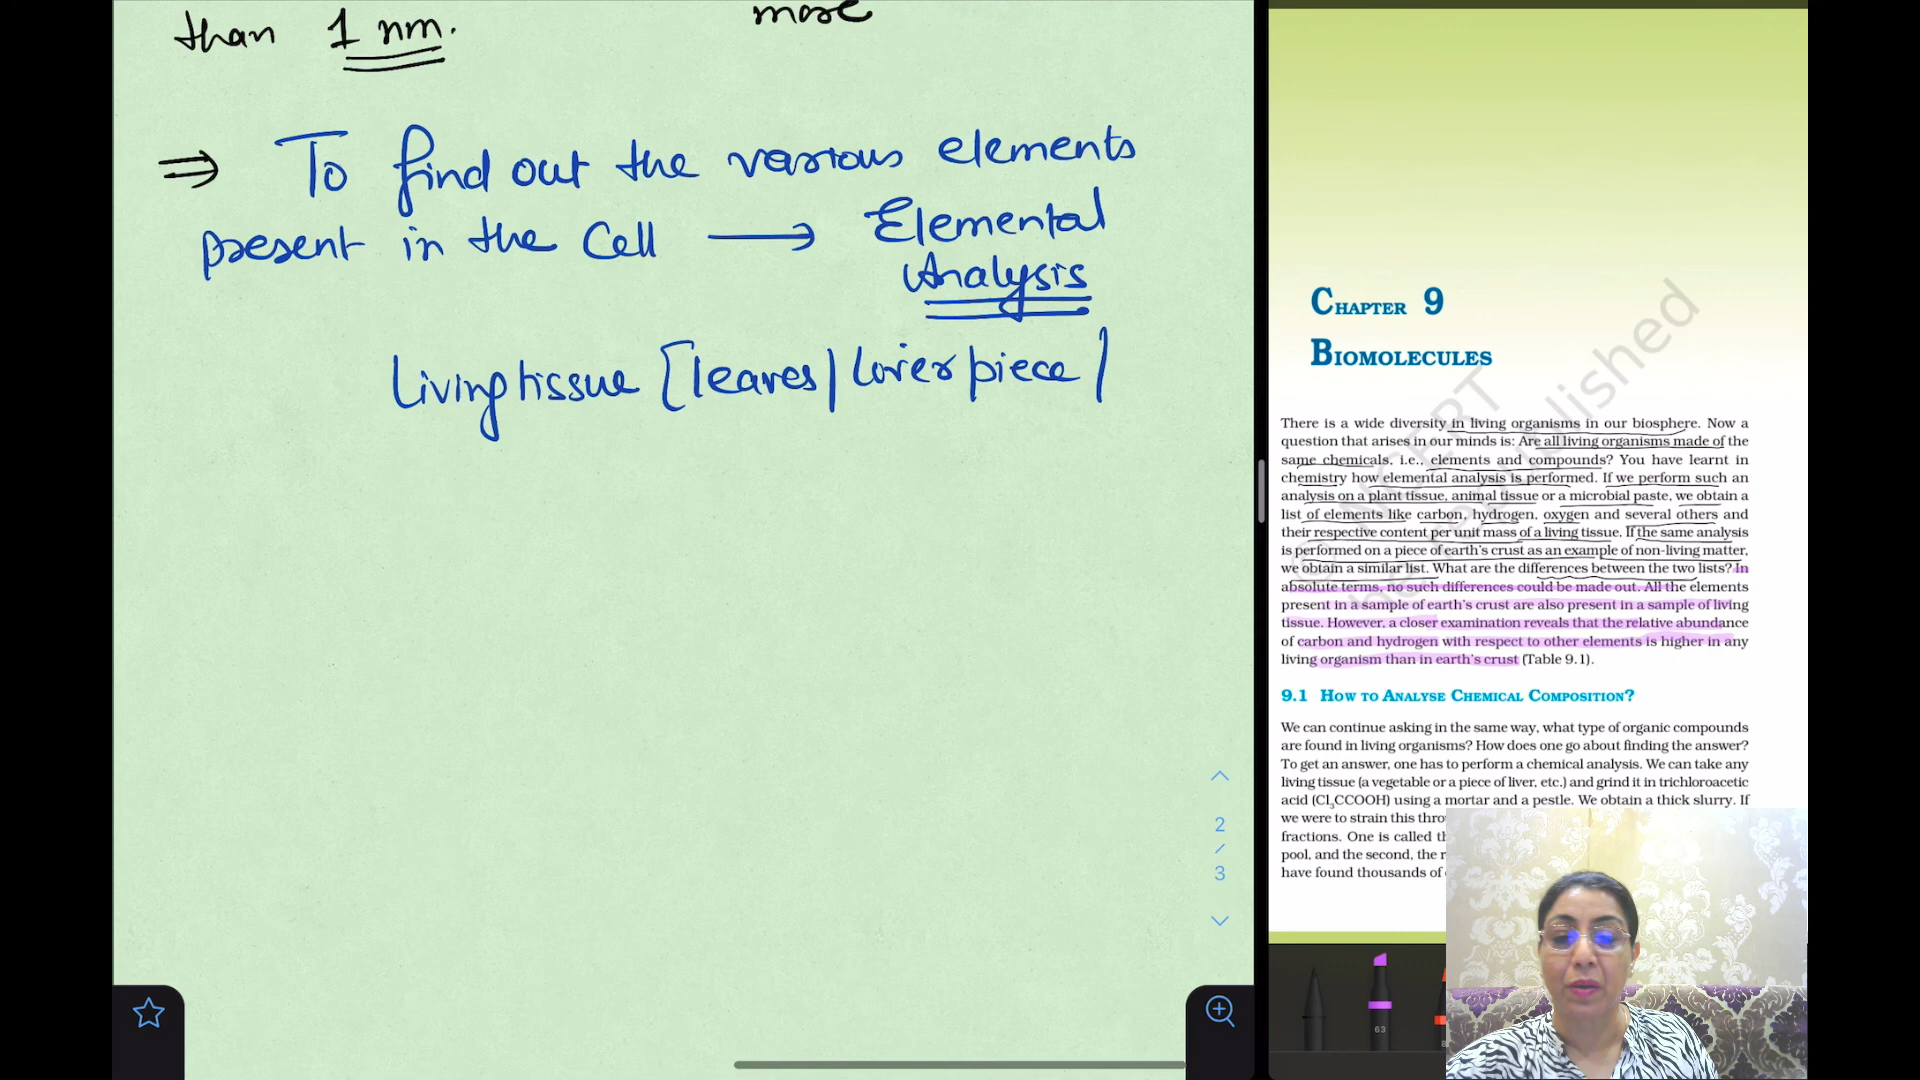 than 1 nm.
more
⇒ To find out the various elements
present in the Cell → Elemental
Analysis
Living tissue [leaves | liver piece]
2
/
3
CHAPTER 9
BIOMOLECULES
There is a wide diversity in living organisms in our biosphere. Now a
question that arises in our minds is: Are all living organisms made of the
same chemicals, i.e., elements and compounds? You have learnt in
chemistry how elemental analysis is performed. If we perform such an
analysis on a plant tissue, animal tissue or a microbial paste, we obtain a
list of elements like carbon, hydrogen, oxygen and several others and
their respective content per unit mass of a living tissue. If the same analysis
is performed on a piece of earth's crust as an example of non-living matter,
we obtain a similar list. What are the differences between the two lists? In
absolute terms, no such differences could be made out. All the elements
present in a sample of earth's crust are also present in a sample of living
tissue. However, a closer examination reveals that the relative abundance
of carbon and hydrogen with respect to other elements is higher in any
living organism than in earth's crust (Table 9.1).
9.1 HOW TO ANALYSE CHEMICAL COMPOSITION?
We can continue asking in the same way, what type of organic compounds
are found in living organisms? How does one go about finding the answer?
To get an answer, one has to perform a chemical analysis. We can take any
living tissue (a vegetable or a piece of liver, etc.) and grind it in trichloroacetic
acid (Cl₃CCOOH) using a mortar and a pestle. We obtain a thick slurry. If
we were to strain this thro
fractions. One is called th
pool, and the second, the r
have found thousands of
63